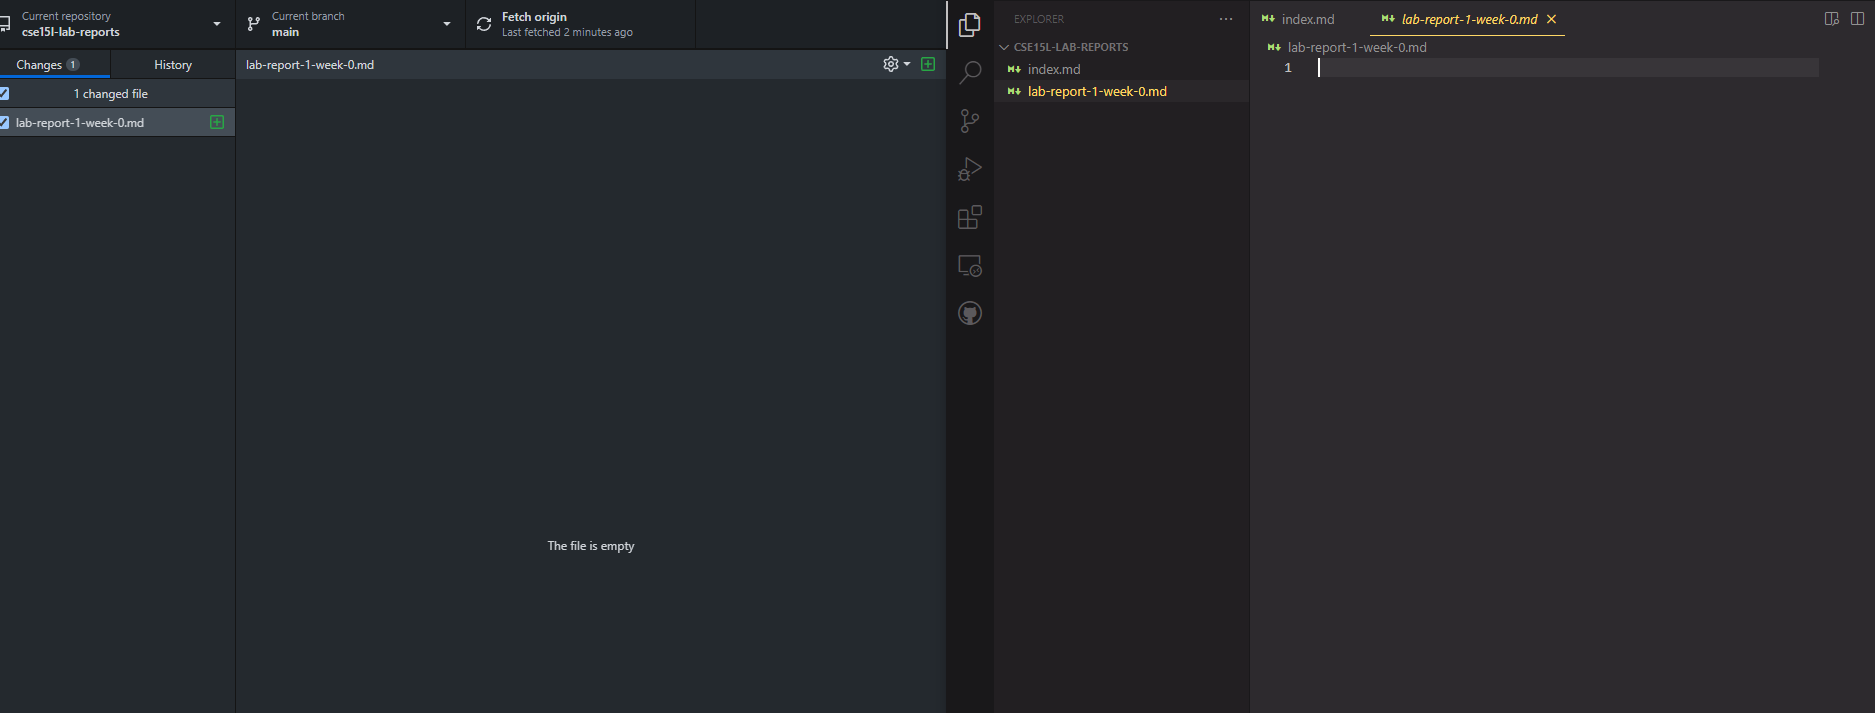 Current repository
cse15l-lab-reports
Current branch
main
Fetch origin
Last fetched 2 minutes ago
Changes 1
History
1 changed file
lab-report-1-week-0.md
lab-report-1-week-0.md
The file is empty
EXPLORER
CSE15L-LAB-REPORTS
index.md
lab-report-1-week-0.md
index.md
lab-report-1-week-0.md
lab-report-1-week-0.md
1